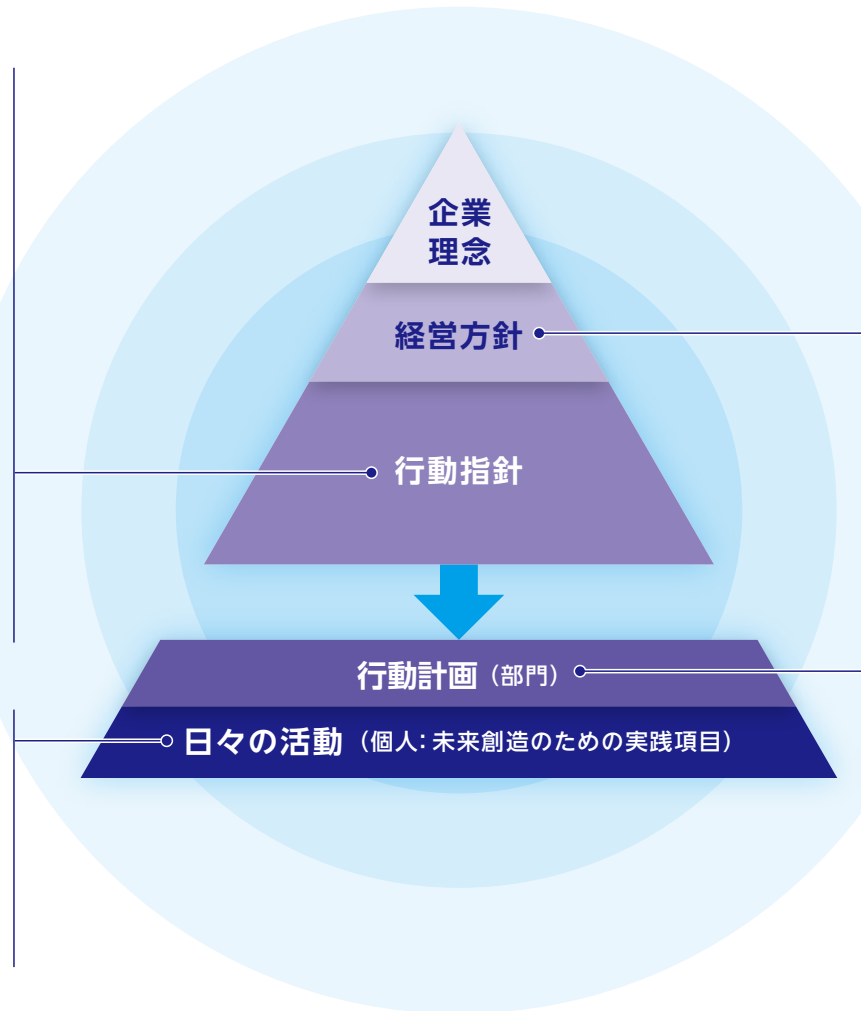 企業
理念
経営方針
行動指針
行動計画（部門）
日々の活動（個人：未来創造のための実践項目）